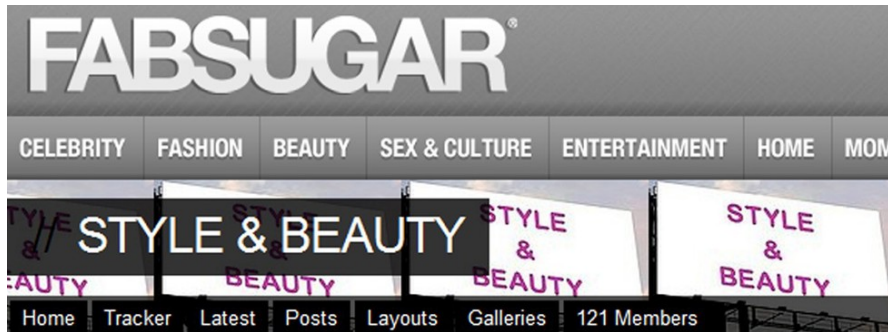 FABSUGAR®
CELEBRITY FASHION BEAUTY SEX & CULTURE ENTERTAINMENT HOME
STYLE & BEAUTY
STYLE & BEAUTY
STYLE & BEAUTY
STYLE & BEAUTY
Home Tracker Latest Posts Layouts Galleries 121 Members